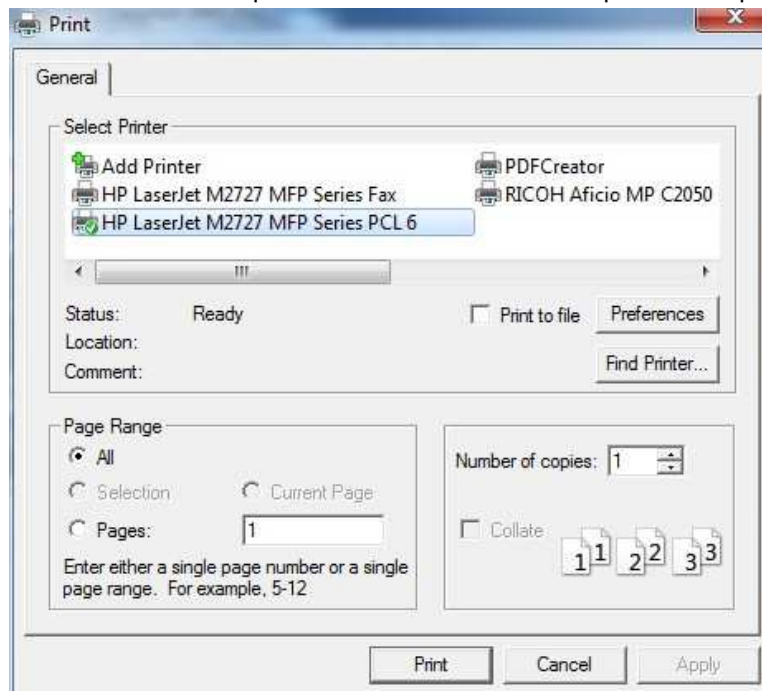 Print
General
Select Printer
Add Printer
HP LaserJet M2727 MFP Series Fax
HP LaserJet M2727 MFP Series PCL 6
PDFCreator
RICOH Aficio MP C2050
Status: Ready
Location:
Comment:
Print to file
Preferences
Find Printer...
Page Range
All
Selection
Current Page
Pages: 1
Enter either a single page number or a single
page range. For example, 5-12
Number of copies: 1
Collate
1 1 2 2 3 3
Print
Cancel
Apply